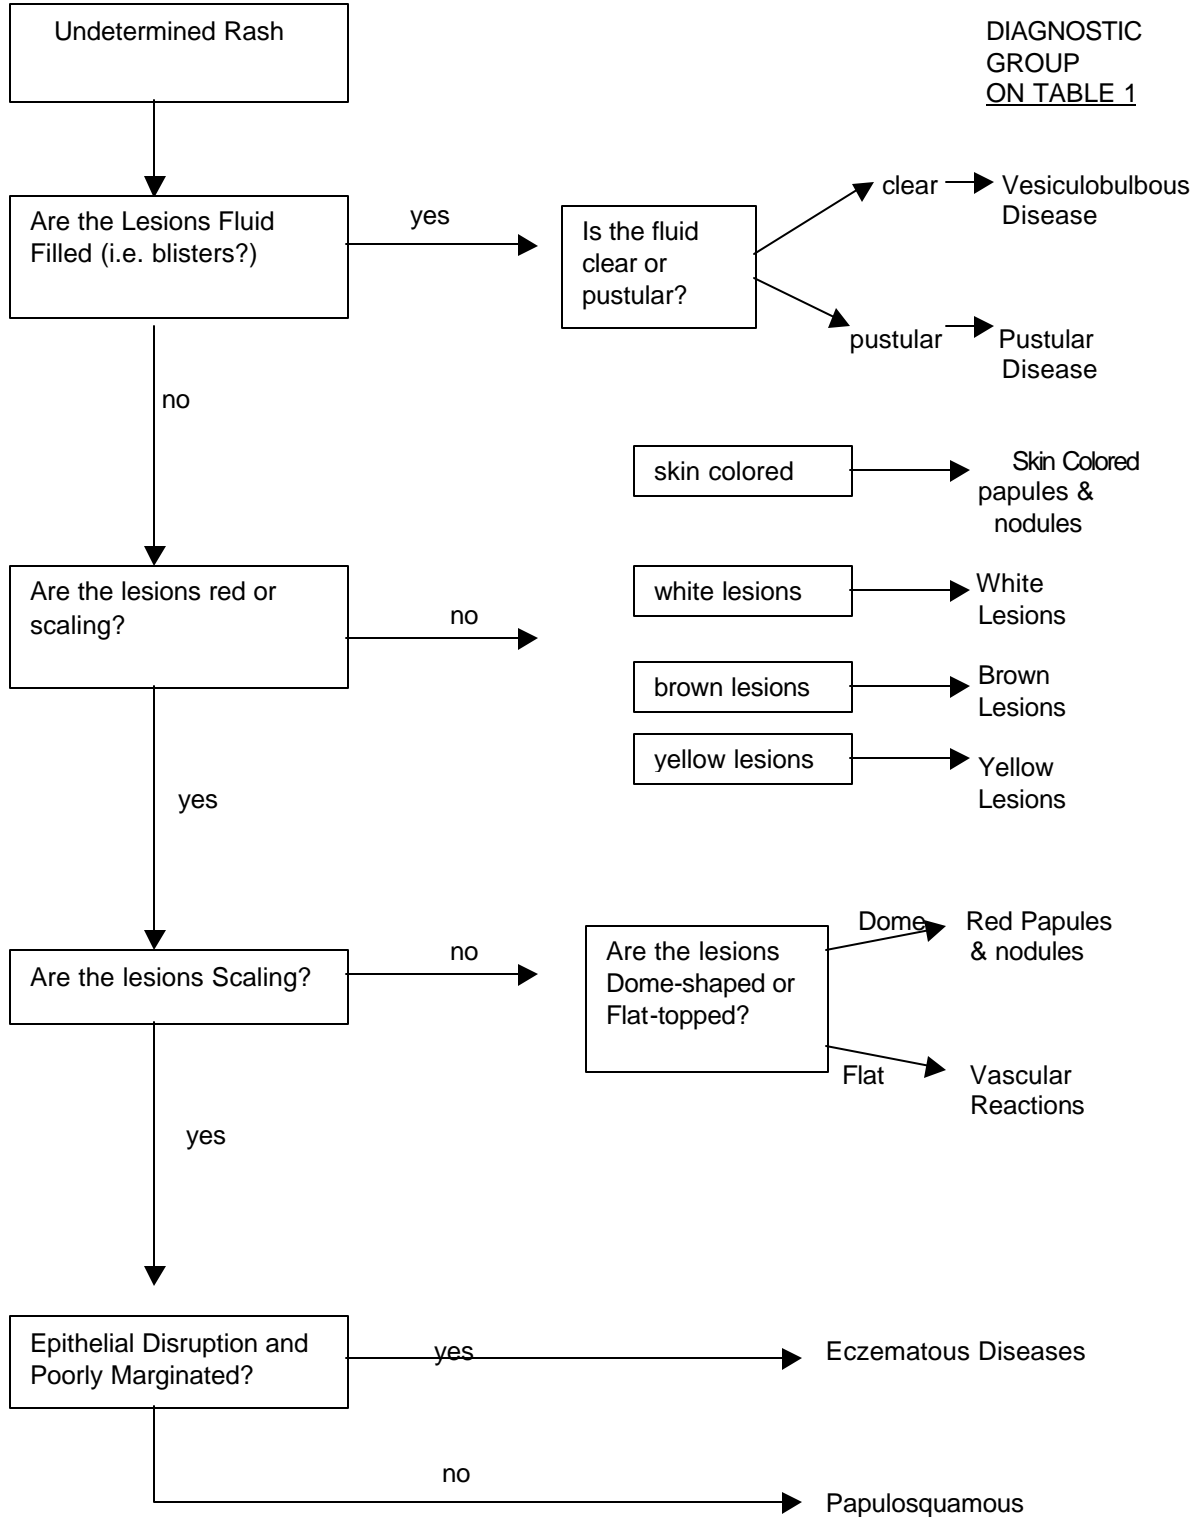 Undetermined Rash
DIAGNOSTIC
GROUP
ON TABLE 1
Are the Lesions Fluid
Filled (i.e. blisters?)
yes
Is the fluid
clear or
pustular?
clear
Vesiculobulbous
Disease
pustular
Pustular
Disease
no
skin colored
Skin Colored
papules &
nodules
Are the lesions red or
scaling?
no
white lesions
White
Lesions
brown lesions
Brown
Lesions
yellow lesions
Yellow
Lesions
yes
Are the lesions Scaling?
no
Are the lesions
Dome-shaped or
Flat-topped?
Dome
Red Papules
& nodules
Flat
Vascular
Reactions
yes
Epithelial Disruption and
Poorly Marginated?
yes
Eczematous Diseases
no
Papulosquamous